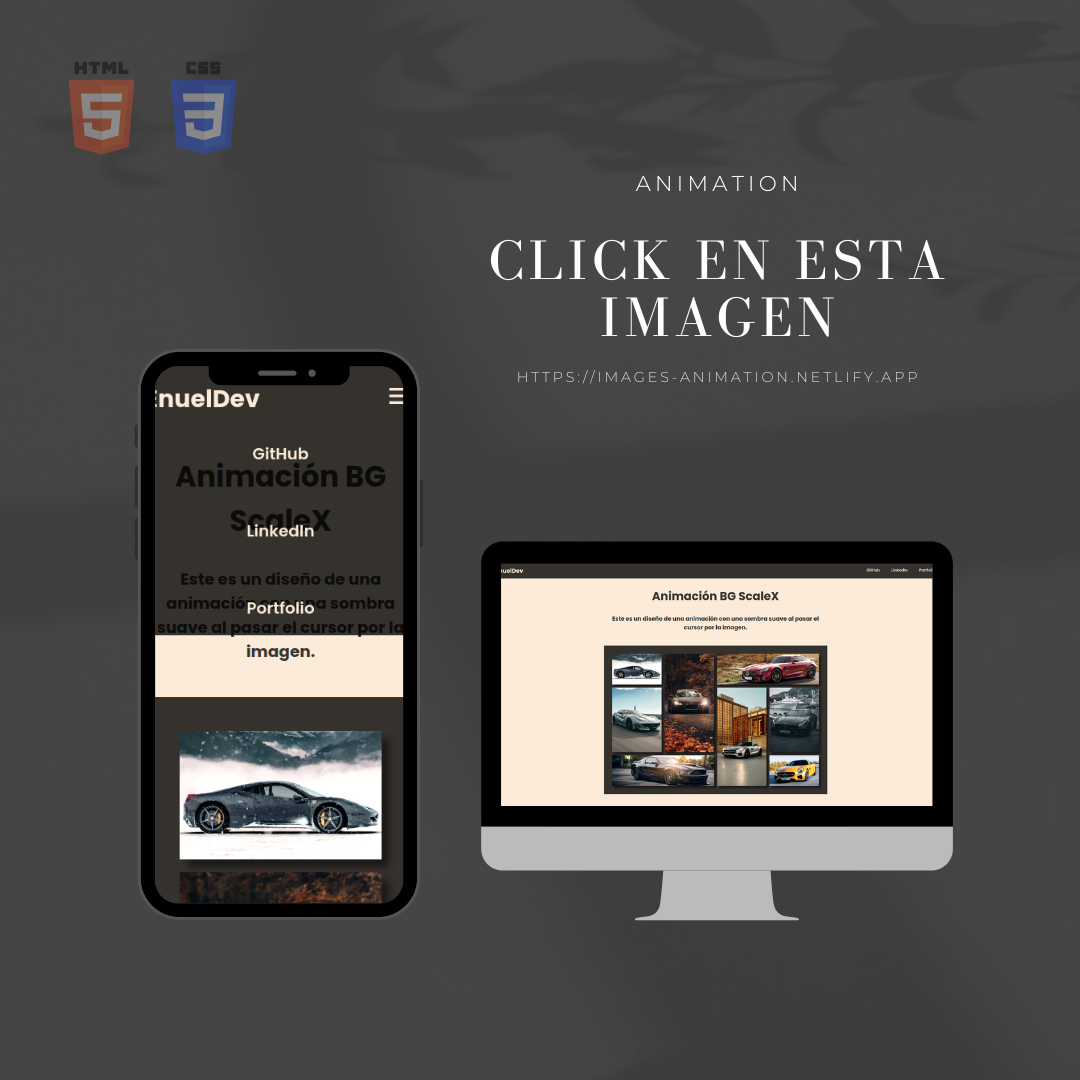 HTML
5
CSS
3
ANIMATION
CLICK EN ESTA
IMAGEN
HTTPS://IMAGES-ANIMATION.NETLIFY.APP
EnuelDev
GitHub
Animación BG
ScaleX
LinkedIn
Este es un diseño de una
animación con una sombra
Portfolio
suave al pasar el cursor por la
imagen.
nuelDev
GitHub
LinkedIn
Portfol
Animación BG ScaleX
Este es un diseño de una animación con una sombra suave al pasar el
cursor por la imagen.